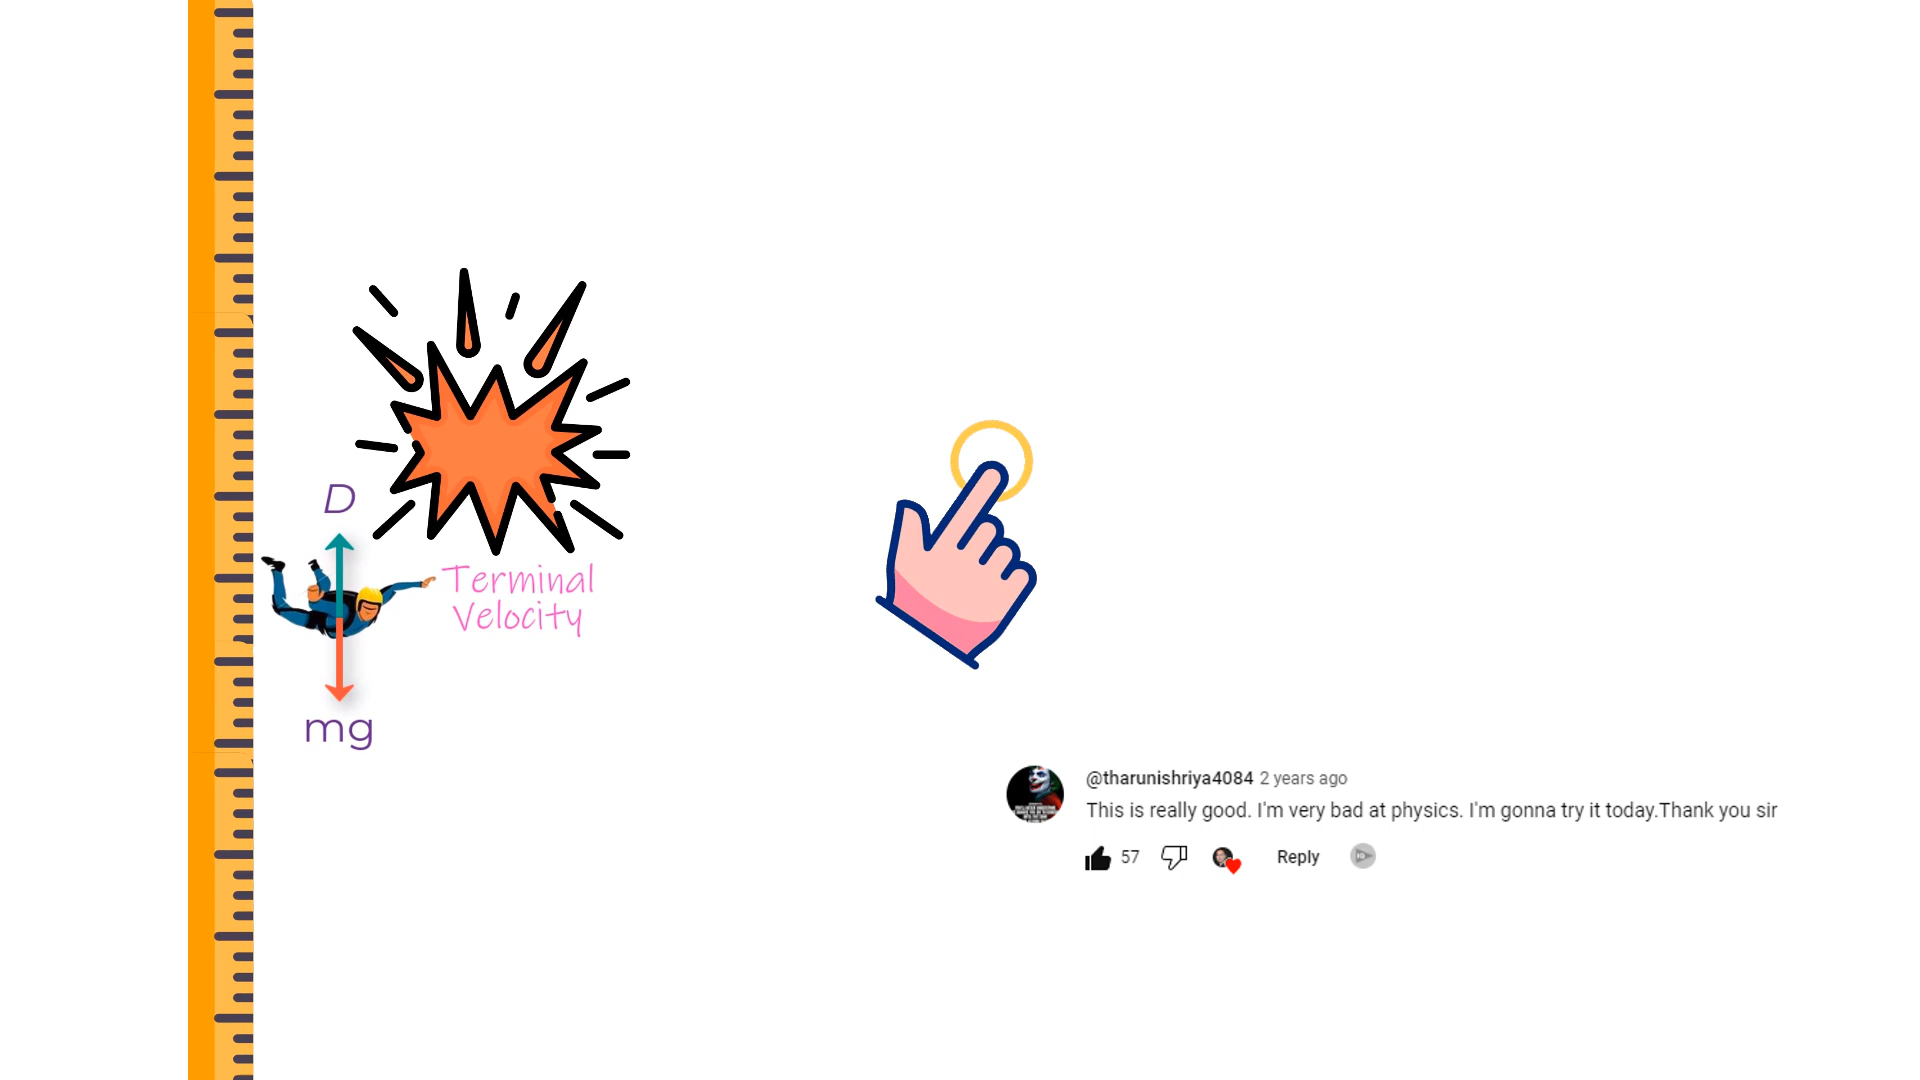 D
Terminal
Velocity
mg
@tharunishriya4084 2 years ago
This is really good. I'm very bad at physics. I'm gonna try it today.Thank you sir
57
Reply